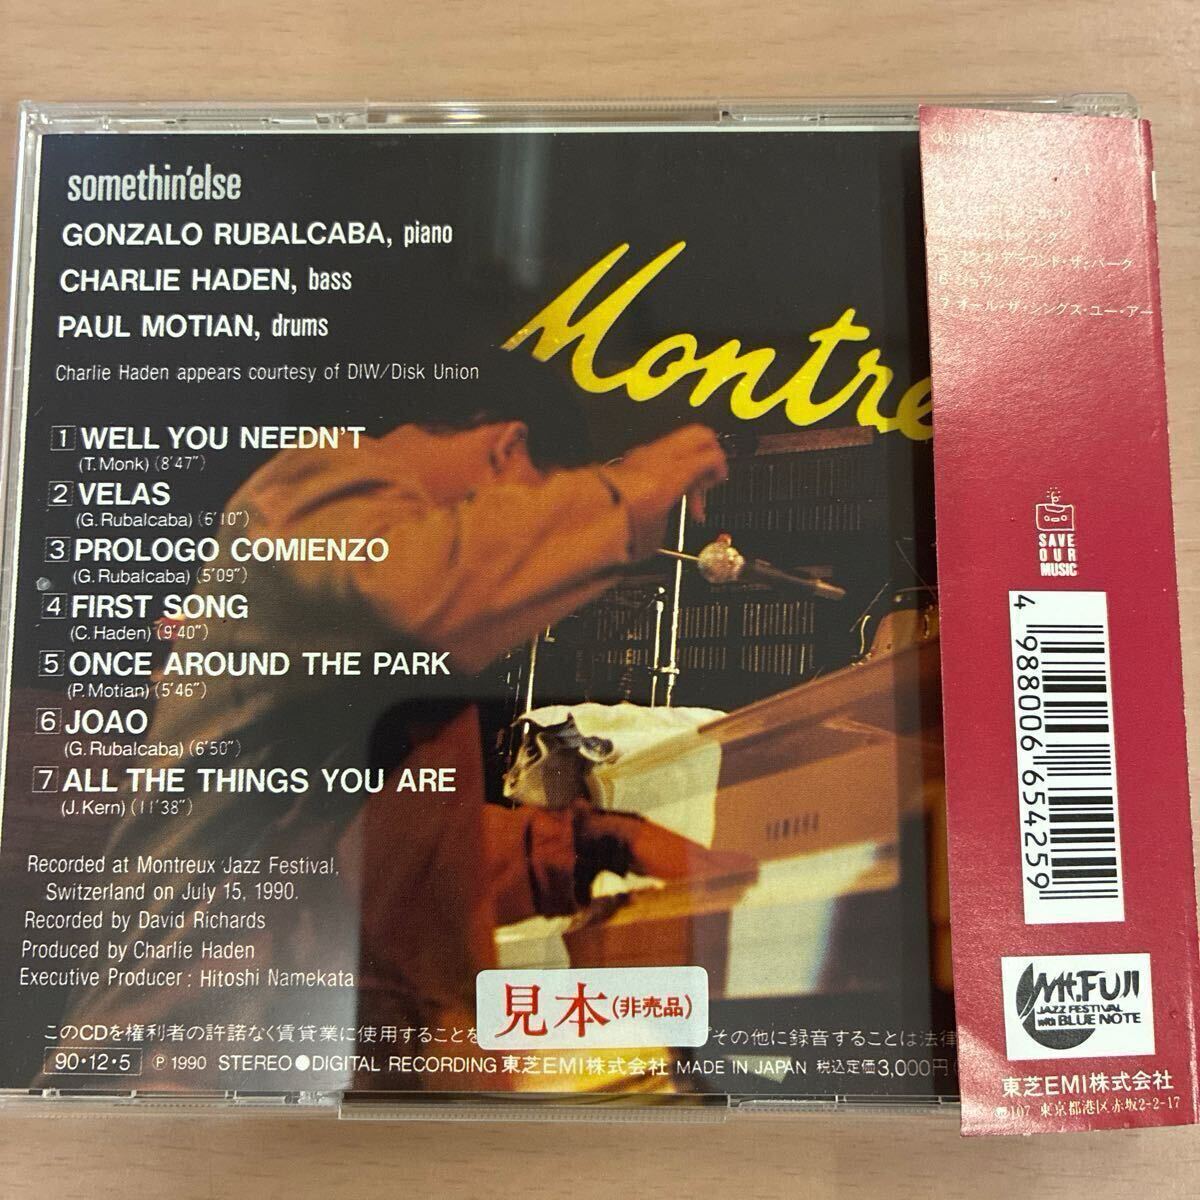 somethin'else
GONZALO RUBALCABA, piano
CHARLIE HADEN, bass
PAUL MOTIAN, drums
Charlie Haden appears courtesy of DIW/Disk Union
1 WELL YOU NEEDN'T
(T. Monk) (8'47")
2 VELAS
(G. Rubalcaba) (6'10")
3 PROLOGO COMIENZO
(G. Rubalcaba) (5'09")
4 FIRST SONG
(C. Haden) (9'40")
5 ONCE AROUND THE PARK
(P. Motian) (5'46")
6 JOAO
(G. Rubalcaba) (6'50")
7 ALL THE THINGS YOU ARE
(J. Kern) (11'38")
Recorded at Montreux Jazz Festival,
Switzerland on July 15, 1990.
Recorded by David Richards
Produced by Charlie Haden
Executive Producer : Hitoshi Namekata
Montre
見本(非売品)
このCDを権利者の許諾なく賃貸業に使用することを
その他に録音することは法律
90・12・5 ℗ 1990 STEREO●DIGITAL RECORDING 東芝EMI株式会社 MADE IN JAPAN 税込定価3,000円
5 ワンス・アラウンド・ザ・パーク
6 ジョアン
7 オール・ザ・シングス・ユー・アー
SAVE
OUR
MUSIC
4 988006 654259
Mt.FUJI
JAZZ FESTIVAL
with BLUE NOTE
東芝EMI株式会社
107 東京都港区赤坂2-2-17